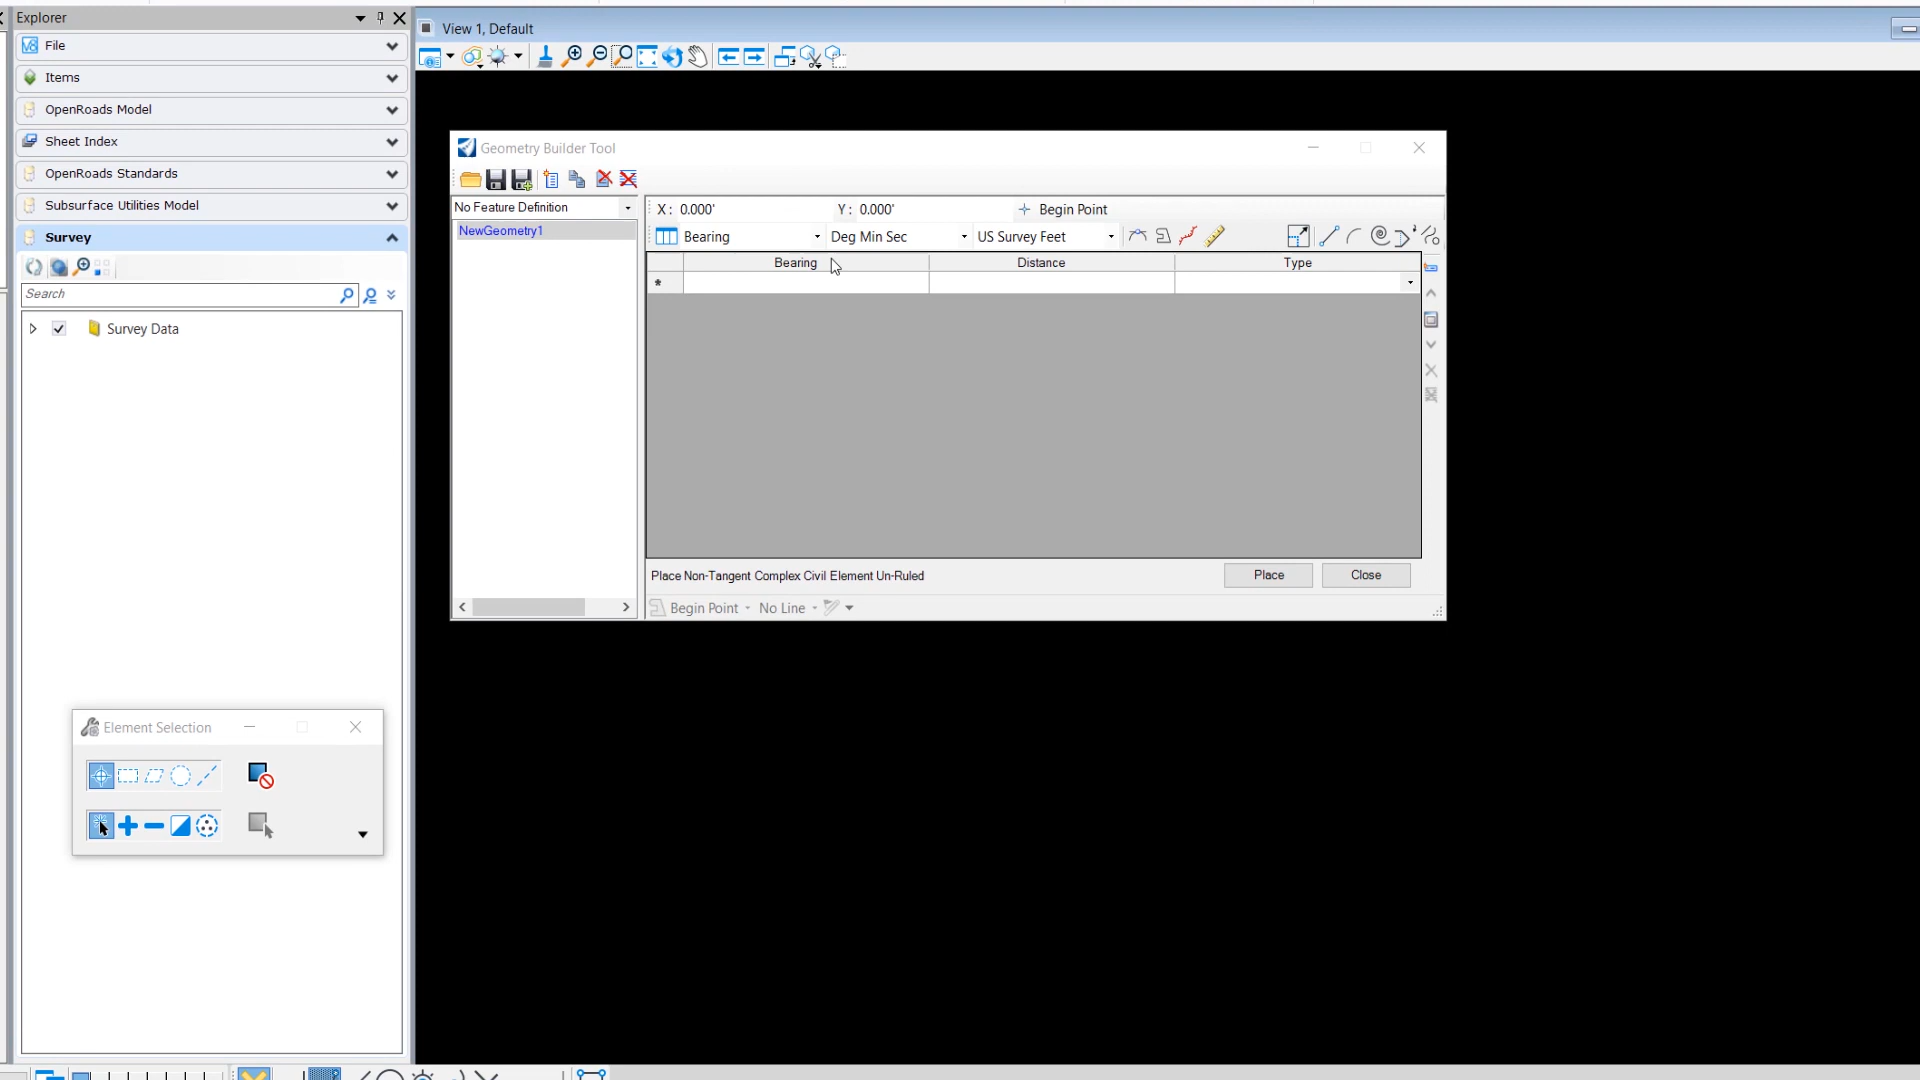 Explorer
File
Items
OpenRoads Model
Sheet Index
OpenRoads Standards
Subsurface Utilities Model
Survey
Search
Survey Data
Element Selection
View 1, Default
Geometry Builder Tool
No Feature Definition
NewGeometry1
X: 0.000' Y: 0.000' Begin Point
Bearing Deg Min Sec US Survey Feet
Bearing Distance Type
*
Place Non-Tangent Complex Civil Element Un-Ruled
Place Close
Begin Point No Line